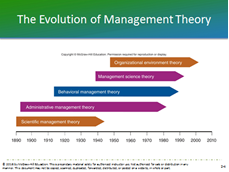 The Evolution of Management Theory
Copyright © McGraw-Hill Education. Permission required for reproduction or display.
Organizational environment theory
Management science theory
Behavioral management theory
Administrative management theory
Scientific management theory
1890 1900 1910 1920 1930 1940 1950 1960 1970 1980 1990 2000 2010